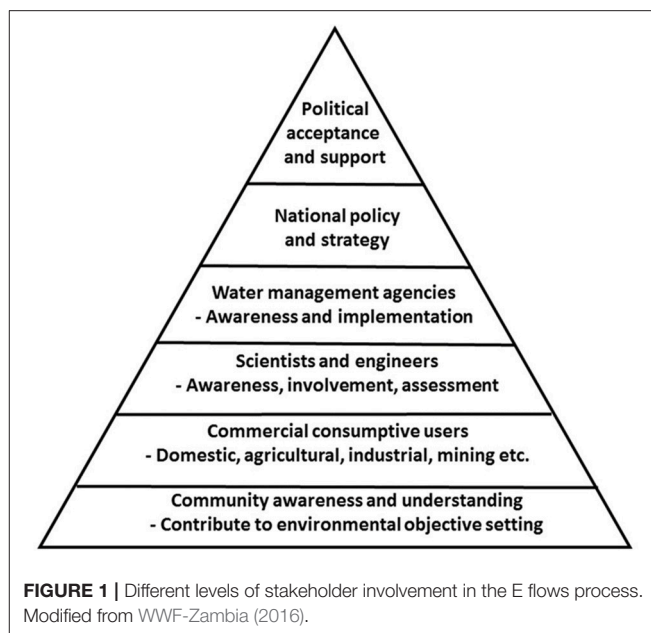 Political
acceptance
and support
National policy
and strategy
Water management agencies
- Awareness and implementation
Scientists and engineers
- Awareness, involvement, assessment
Commercial consumptive users
- Domestic, agricultural, industrial, mining etc.
Community awareness and understanding
- Contribute to environmental objective setting
FIGURE 1 | Different levels of stakeholder involvement in the E flows process.
Modified from WWF-Zambia (2016).